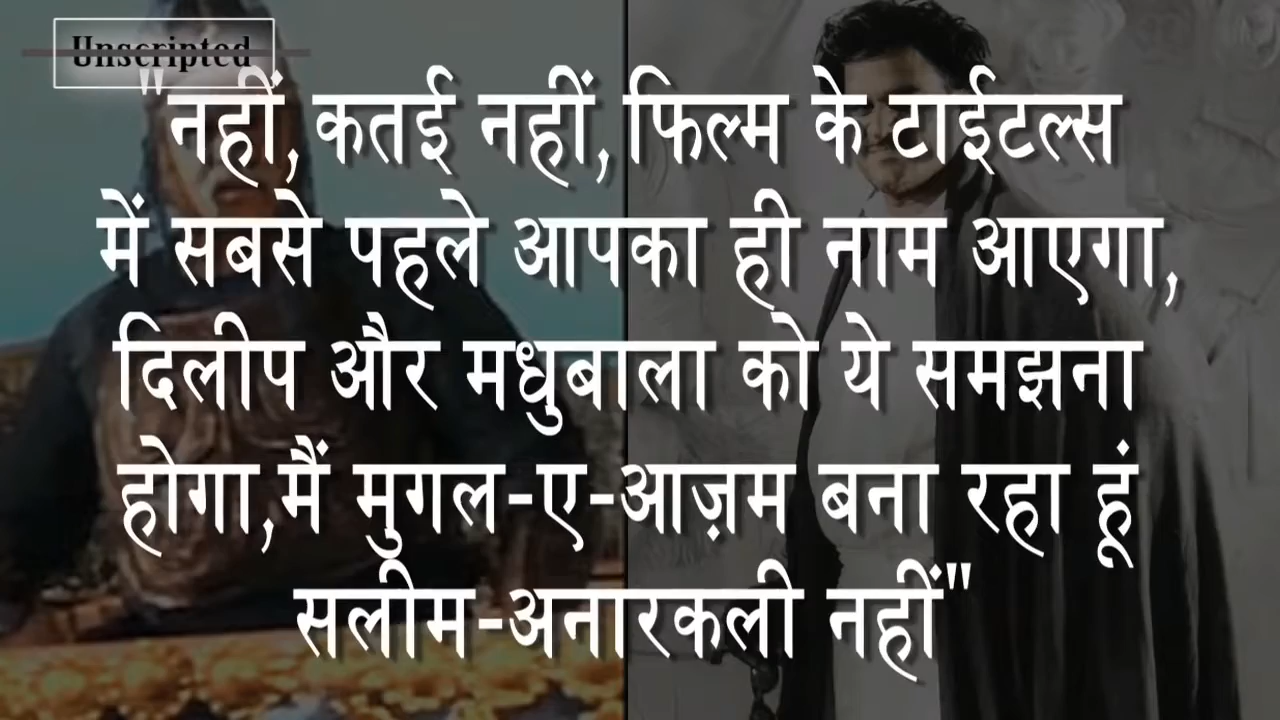 Unscripted
"नहीं,कतई नहीं,फिल्म के टाईटल्स
में सबसे पहले आपका ही नाम आएगा,
दिलीप और मधुबाला को ये समझना
होगा,मैं मुगल-ए-आज़म बना रहा हूं
सलीम-अनारकली नहीं"